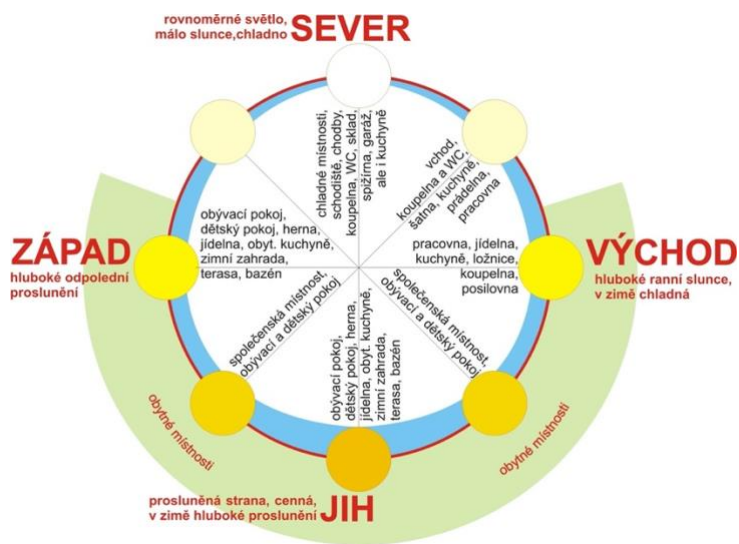 rovnoměrné světlo,
málo slunce,chladno
SEVER
chladné místnosti,
schodiště, chodby,
koupelna, WC, sklad,
spižírna, garáž,
ale i kuchyně
vchod,
koupelna a WC,
šatna, kuchyně,
prádelna,
pracovna
obývací pokoj,
dětský pokoj, herna,
jídelna, obyt. kuchyně,
zimní zahrada,
terasa, bazén
ZÁPAD
hluboké odpolední
proslunění
pracovna, jídelna,
kuchyně, ložnice,
koupelna,
posilovna
VÝCHOD
hluboké ranní slunce,
v zimě chladná
společenská místnost,
obývací a dětský pokoj
obývací pokoj,
dětský pokoj, herna,
jídelna, obyt. kuchyně,
zimní zahrada,
terasa, bazén
společenská místnost,
obývací a dětský pokoj
obytné místnosti
obytné místnosti
prosluněná strana, cenná,
v zimě hluboké proslunění
JIH